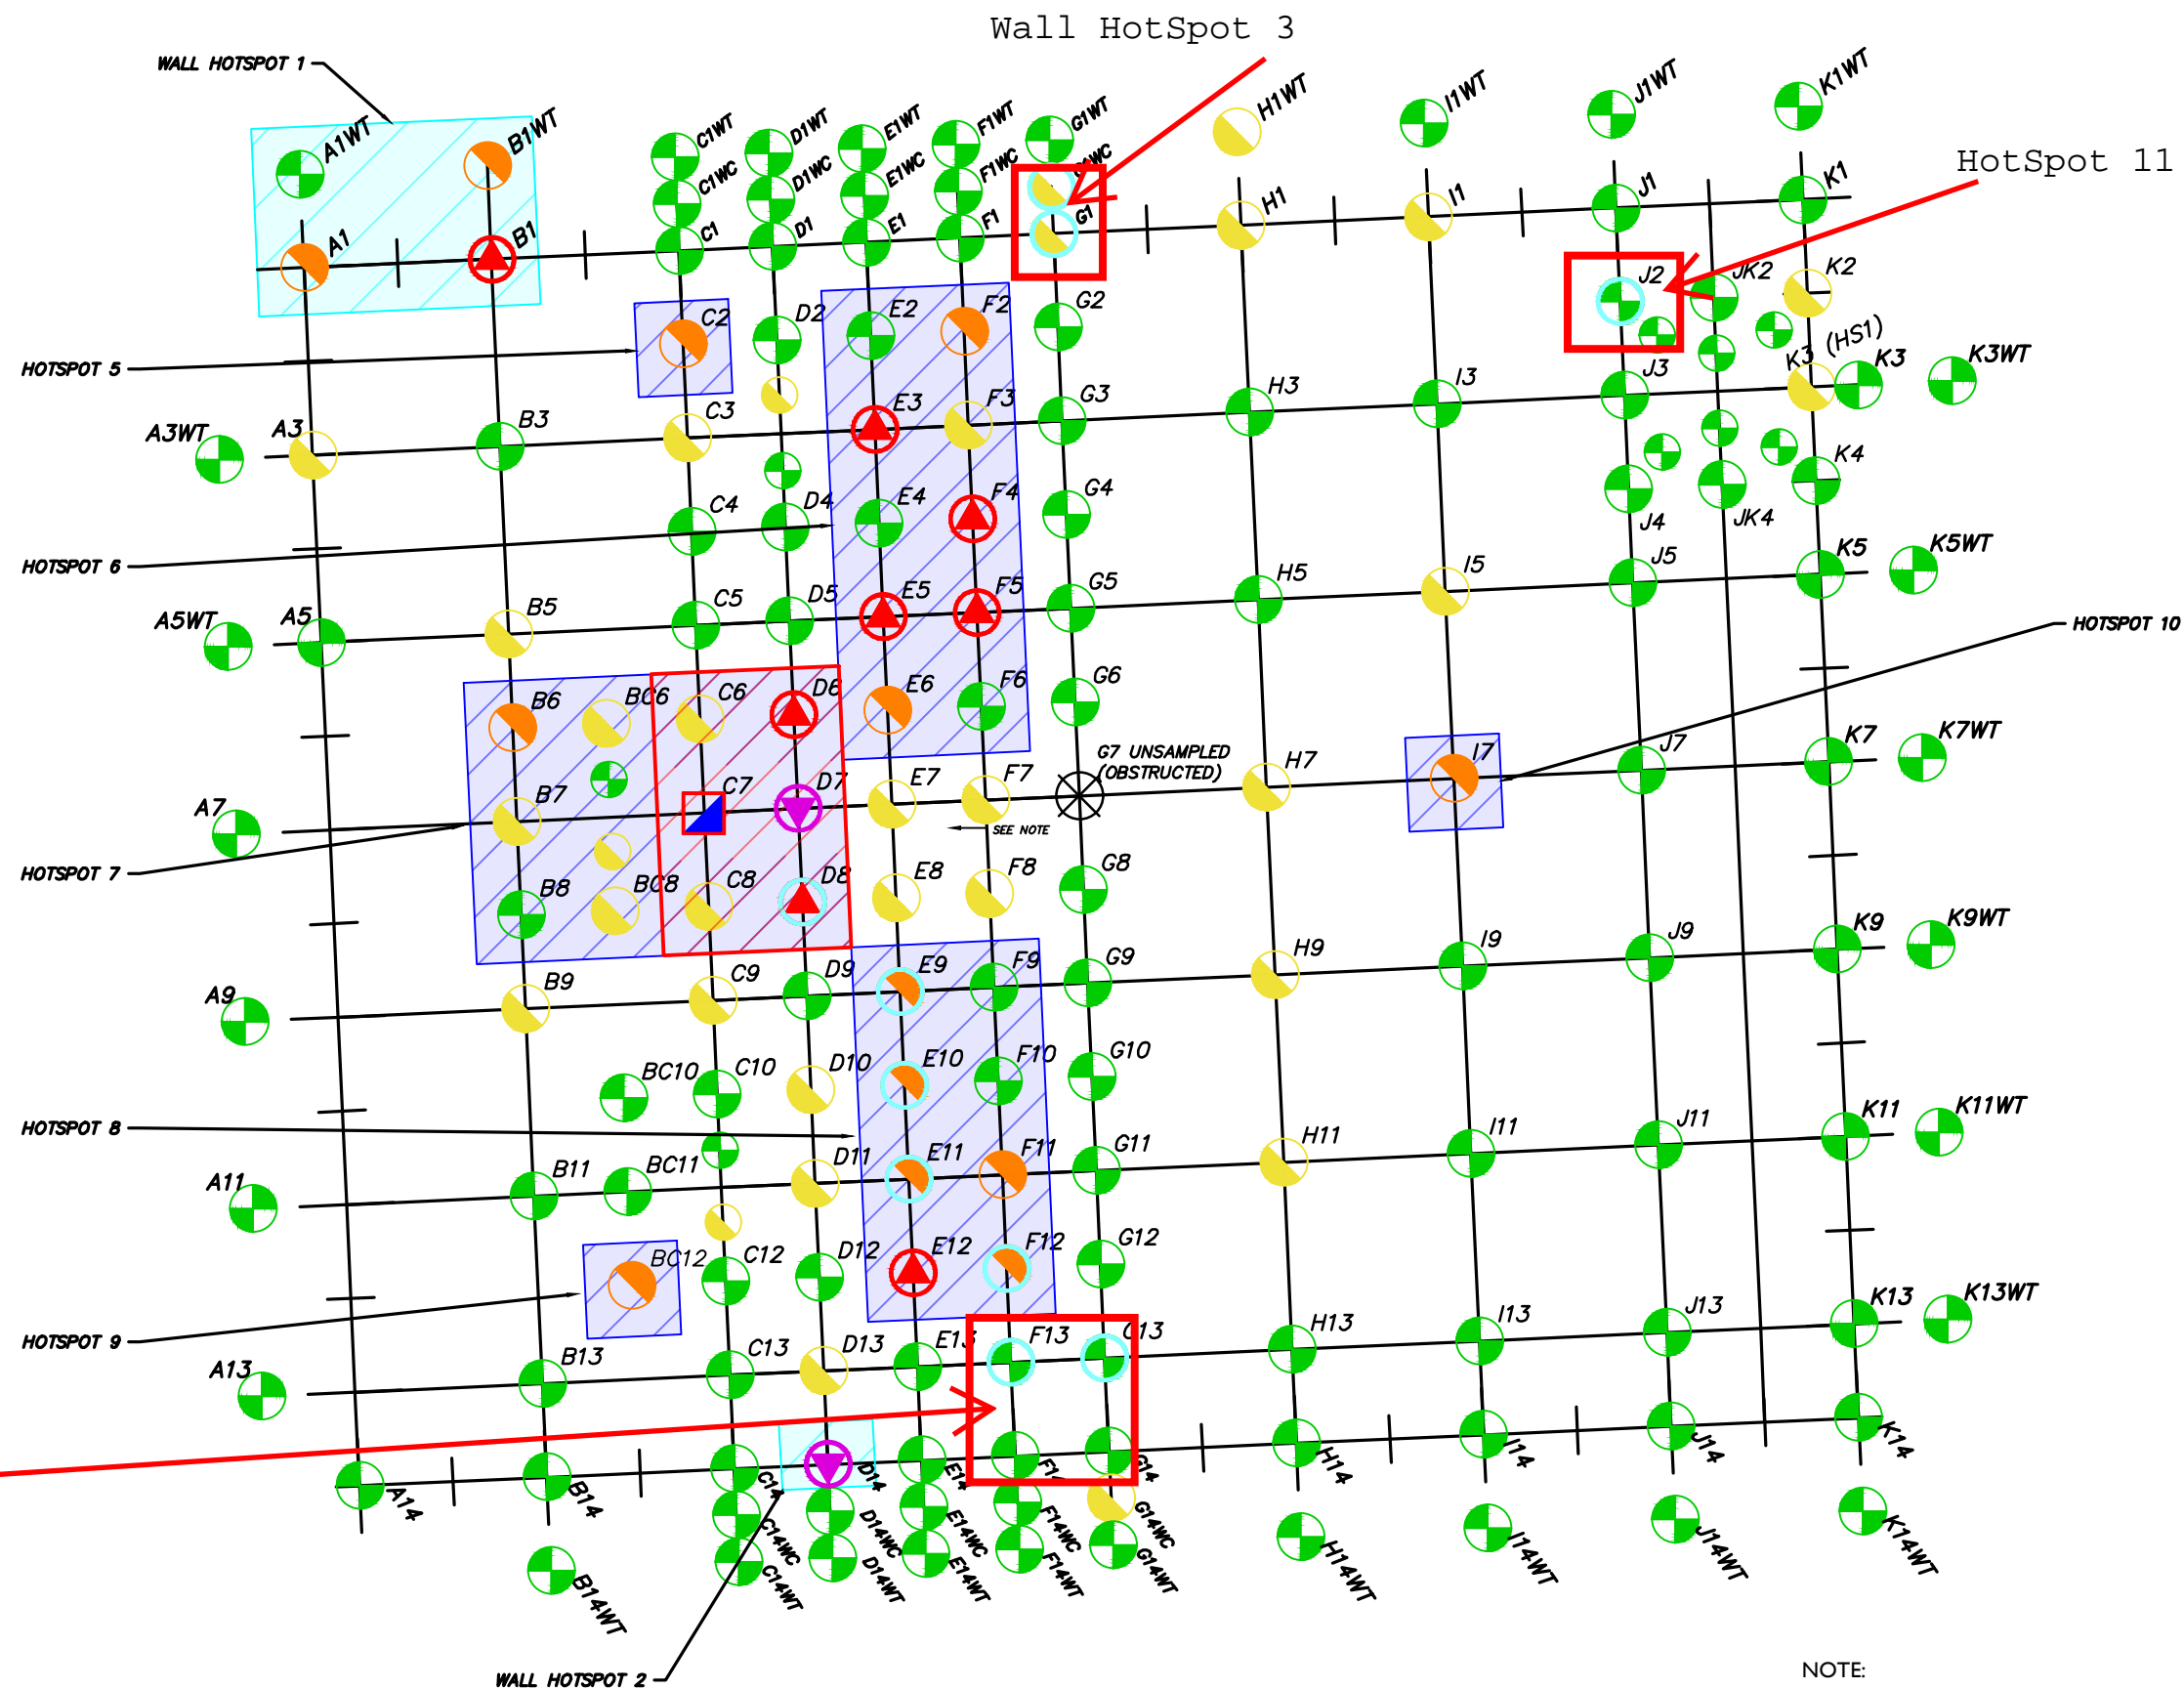 Wall HotSpot 3
WALL HOTSPOT 1
A1WT
B1WT
C1WT
D1WT
E1WT
F1WT
G1WT
H1WT
I1WT
J1WT
K1WT
C1WC
D1WC
E1WC
F1WC
HotSpot 11
A1
B1
C1
D1
E1
F1
G1
H1
I1
J1
K1
HOTSPOT 5
C2
D2
E2
F2
G2
J2
JK2
K2
A3WT
A3
B3
C3
E3
F3
G3
H3
I3
J3
K3 (HS1)
K3
K3WT
HOTSPOT 6
C4
D4
E4
F4
G4
J4
JK4
K4
A5WT
A5
B5
C5
D5
E5
F5
G5
H5
I5
J5
K5
K5WT
HOTSPOT 10
B6
BC6
C6
D6
E6
F6
G6
G7 UNSAMPLED
(OBSTRUCTED)
A7
B7
C7
D7
E7
F7
H7
I7
J7
K7
K7WT
SEE NOTE
HOTSPOT 7
B8
BC8
C8
D8
E8
F8
G8
A9
B9
C9
D9
E9
F9
G9
H9
I9
J9
K9
K9WT
BC10
C10
D10
E10
F10
G10
HOTSPOT 8
A11
B11
BC11
D11
E11
F11
G11
H11
I11
J11
K11
K11WT
BC12
C12
D12
E12
F12
G12
HOTSPOT 9
A13
B13
C13
D13
E13
F13
H13
I13
J13
K13
K13WT
A14
B14
C14
D14
E14
G14
H14
I14
J14
K14
C14WC
D14WC
E14WC
F14WC
G14WC
B14WT
C14WT
D14WT
E14WT
F14WT
G14WT
H14WT
I14WT
J14WT
K14WT
WALL HOTSPOT 2
NOTE: